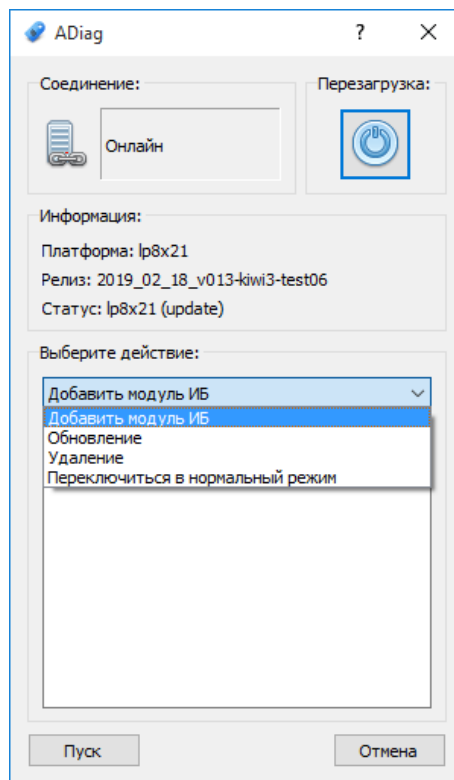 ADiag
Соединение:
Перезагрузка:
Онлайн
Информация:
Платформа: lp8x21
Релиз: 2019_02_18_v013-kiwi3-test06
Статус: lp8x21 (update)
Выберите действие:
Добавить модуль ИБ
Добавить модуль ИБ
Обновление
Удаление
Переключиться в нормальный режим
Пуск
Отмена